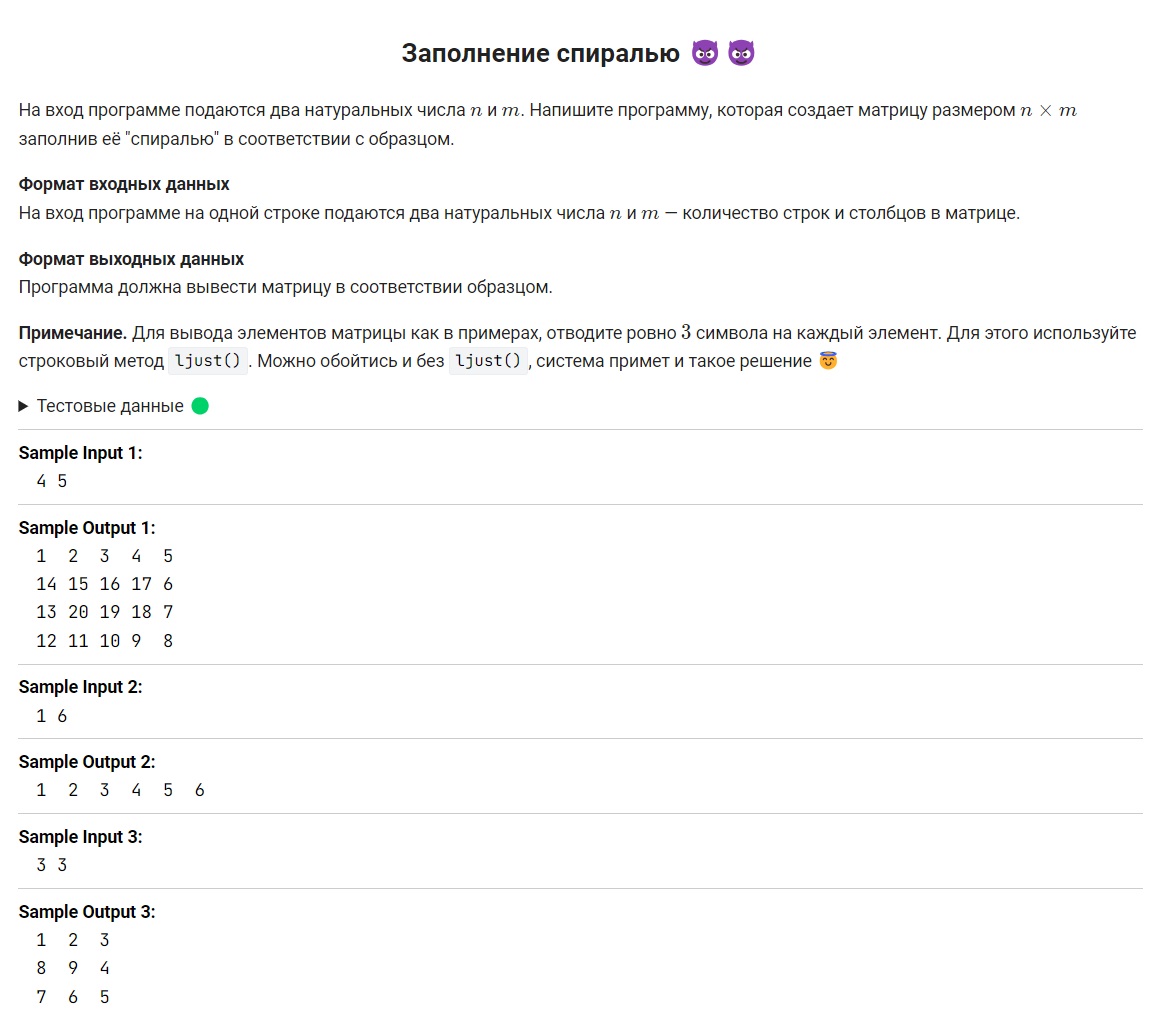 Заполнение спиралью 😈 😈
На вход программе подаются два натуральных числа n и m. Напишите программу, которая создает матрицу размером n × m
заполнив её "спиралью" в соответствии с образцом.
Формат входных данных
На вход программе на одной строке подаются два натуральных числа n и m — количество строк и столбцов в матрице.
Формат выходных данных
Программа должна вывести матрицу в соответствии образцом.
Примечание. Для вывода элементов матрицы как в примерах, отводите ровно 3 символа на каждый элемент. Для этого используйте
строковый метод ljust(). Можно обойтись и без ljust(), система примет и такое решение 😇
▶ Тестовые данные 🟢
Sample Input 1:
4 5
Sample Output 1:
1  2  3  4  5
14 15 16 17 6
13 20 19 18 7
12 11 10 9  8
Sample Input 2:
1 6
Sample Output 2:
1  2  3  4  5  6
Sample Input 3:
3 3
Sample Output 3:
1  2  3
8  9  4
7  6  5